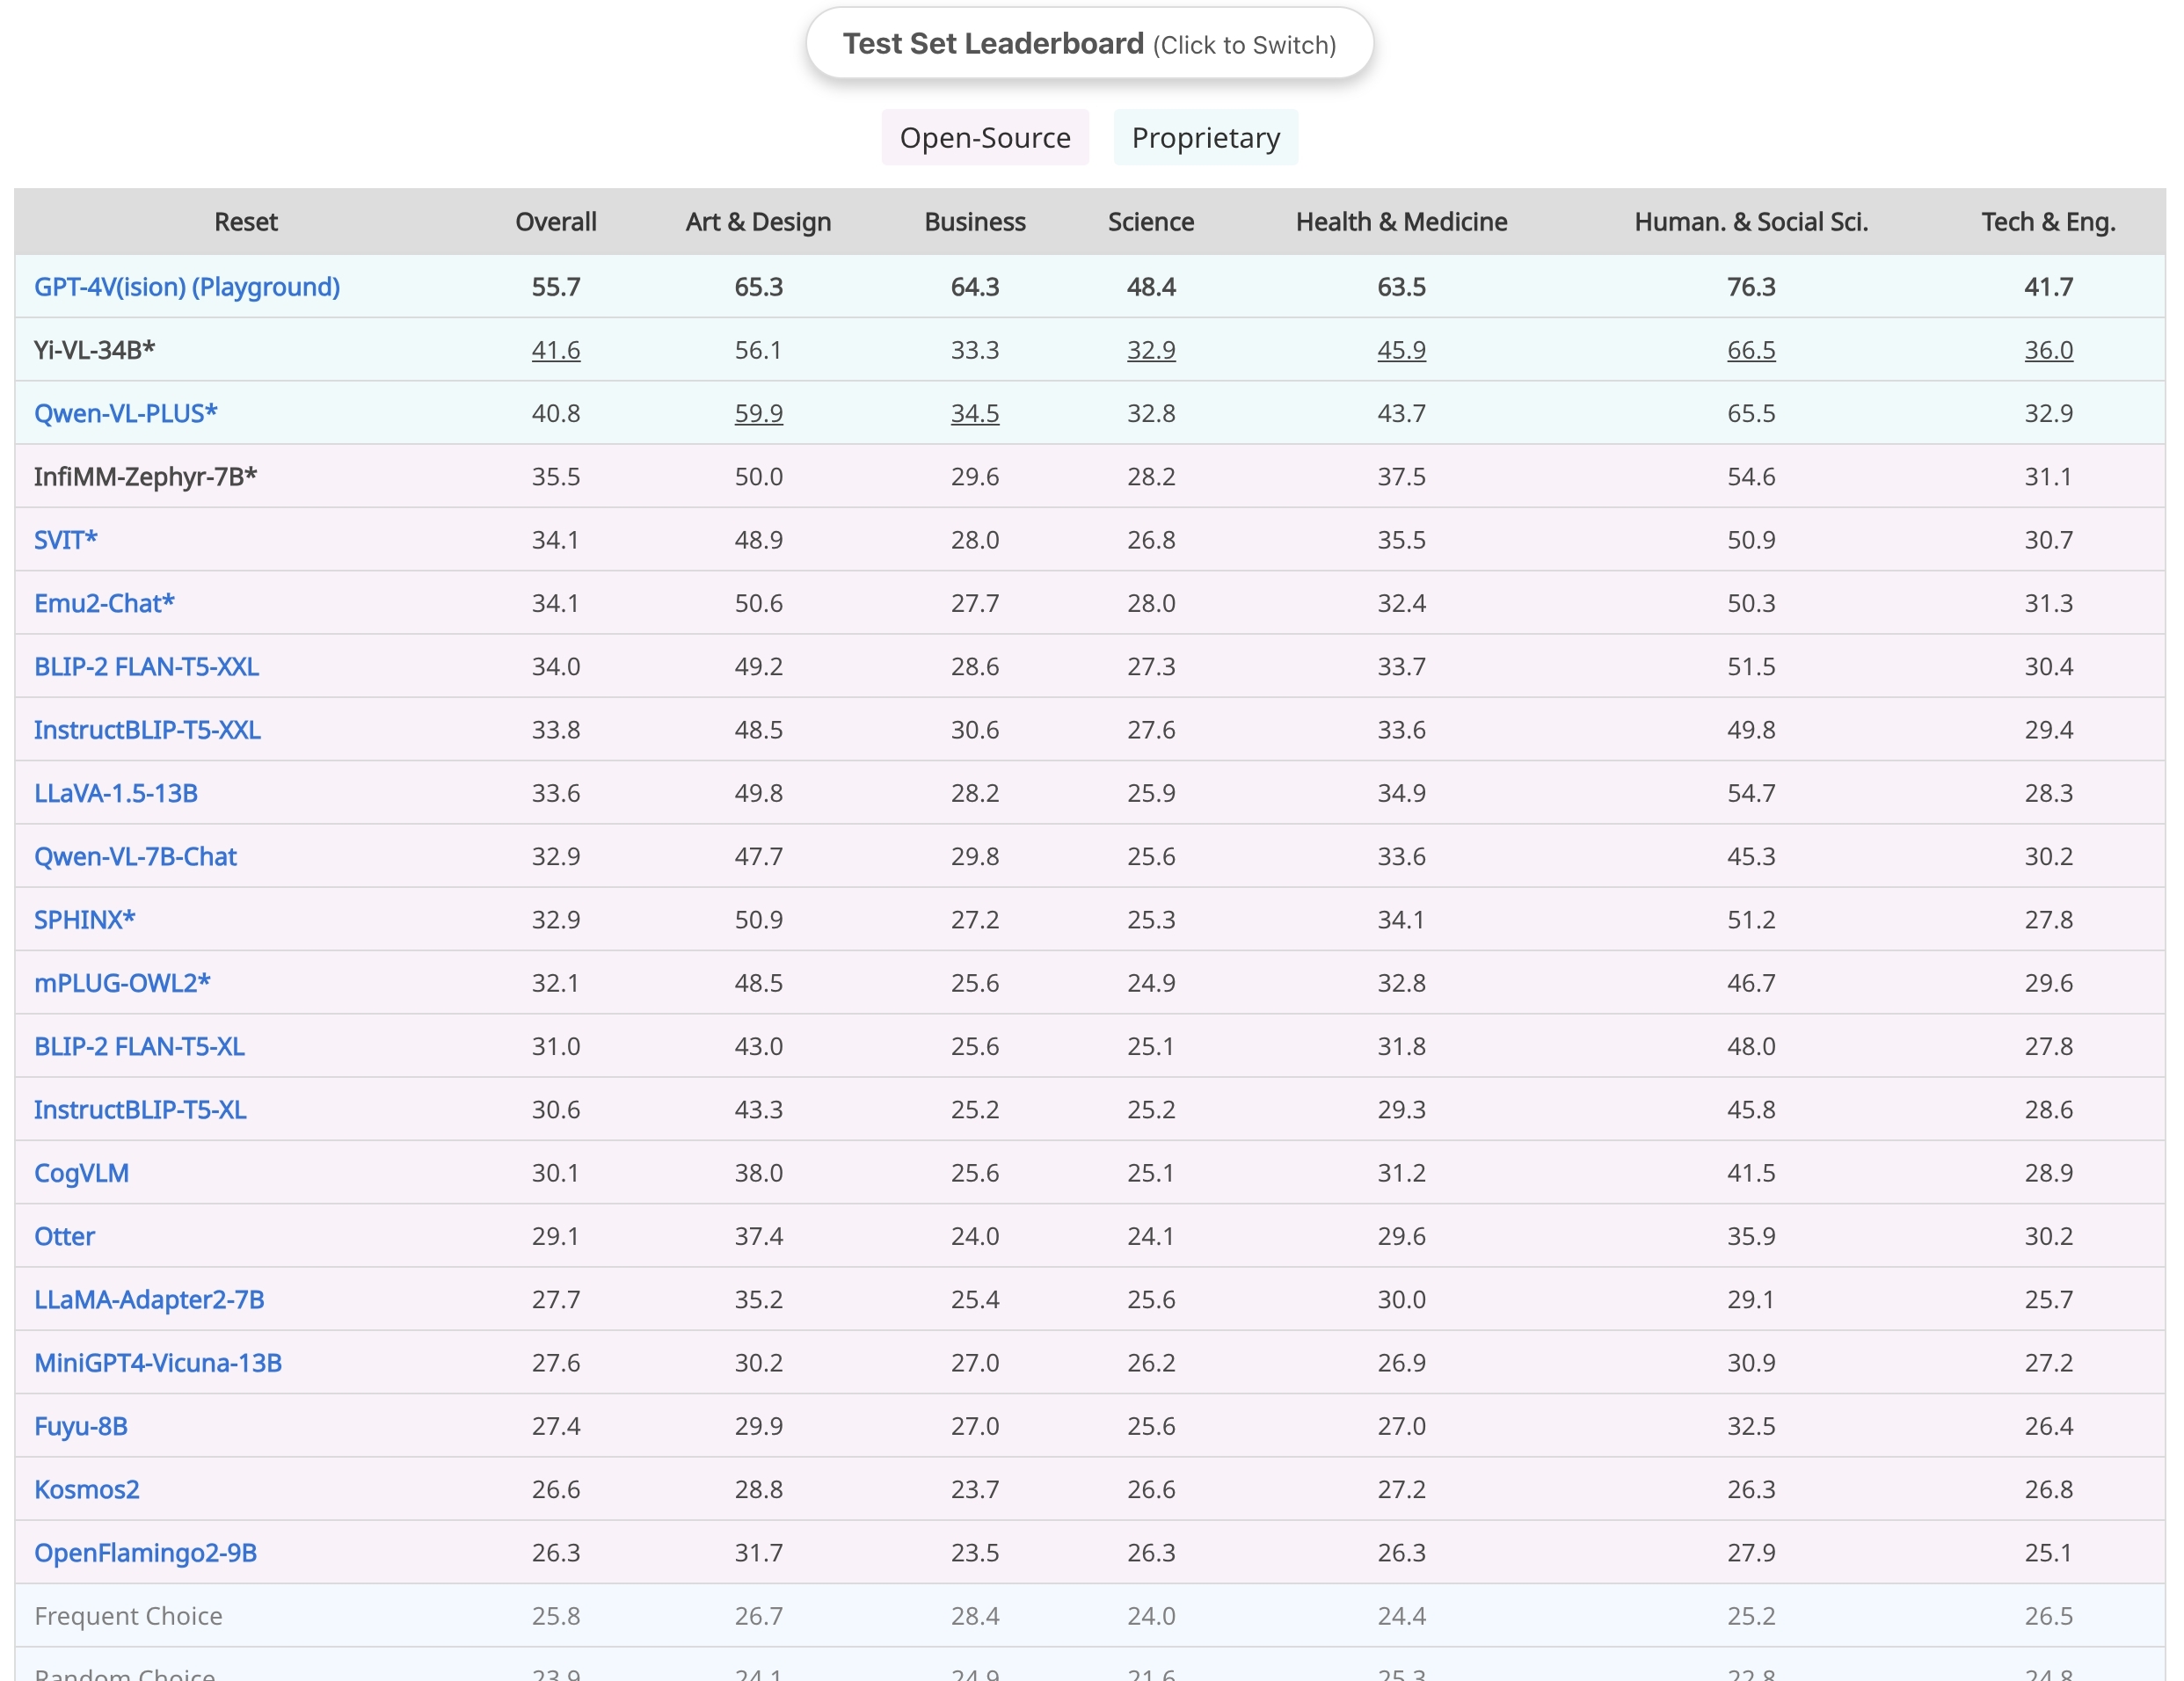 Test Set Leaderboard (Click to Switch)
Open-Source Proprietary
Reset Overall Art & Design Business Science Health & Medicine Human. & Social Sci. Tech & Eng.
GPT-4V(ision) (Playground) 55.7 65.3 64.3 48.4 63.5 76.3 41.7
Yi-VL-34B* 41.6 56.1 33.3 32.9 45.9 66.5 36.0
Qwen-VL-PLUS* 40.8 59.9 34.5 32.8 43.7 65.5 32.9
InfiMM-Zephyr-7B* 35.5 50.0 29.6 28.2 37.5 54.6 31.1
SVIT* 34.1 48.9 28.0 26.8 35.5 50.9 30.7
Emu2-Chat* 34.1 50.6 27.7 28.0 32.4 50.3 31.3
BLIP-2 FLAN-T5-XXL 34.0 49.2 28.6 27.3 33.7 51.5 30.4
InstructBLIP-T5-XXL 33.8 48.5 30.6 27.6 33.6 49.8 29.4
LLaVA-1.5-13B 33.6 49.8 28.2 25.9 34.9 54.7 28.3
Qwen-VL-7B-Chat 32.9 47.7 29.8 25.6 33.6 45.3 30.2
SPHINX* 32.9 50.9 27.2 25.3 34.1 51.2 27.8
mPLUG-OWL2* 32.1 48.5 25.6 24.9 32.8 46.7 29.6
BLIP-2 FLAN-T5-XL 31.0 43.0 25.6 25.1 31.8 48.0 27.8
InstructBLIP-T5-XL 30.6 43.3 25.2 25.2 29.3 45.8 28.6
CogVLM 30.1 38.0 25.6 25.1 31.2 41.5 28.9
Otter 29.1 37.4 24.0 24.1 29.6 35.9 30.2
LLaMA-Adapter2-7B 27.7 35.2 25.4 25.6 30.0 29.1 25.7
MiniGPT4-Vicuna-13B 27.6 30.2 27.0 26.2 26.9 30.9 27.2
Fuyu-8B 27.4 29.9 27.0 25.6 27.0 32.5 26.4
Kosmos2 26.6 28.8 23.7 26.6 27.2 26.3 26.8
OpenFlamingo2-9B 26.3 31.7 23.5 26.3 26.3 27.9 25.1
Frequent Choice 25.8 26.7 28.4 24.0 24.4 25.2 26.5
Random Choice 23.9 24.1 24.9 21.6 25.3 22.8 24.8